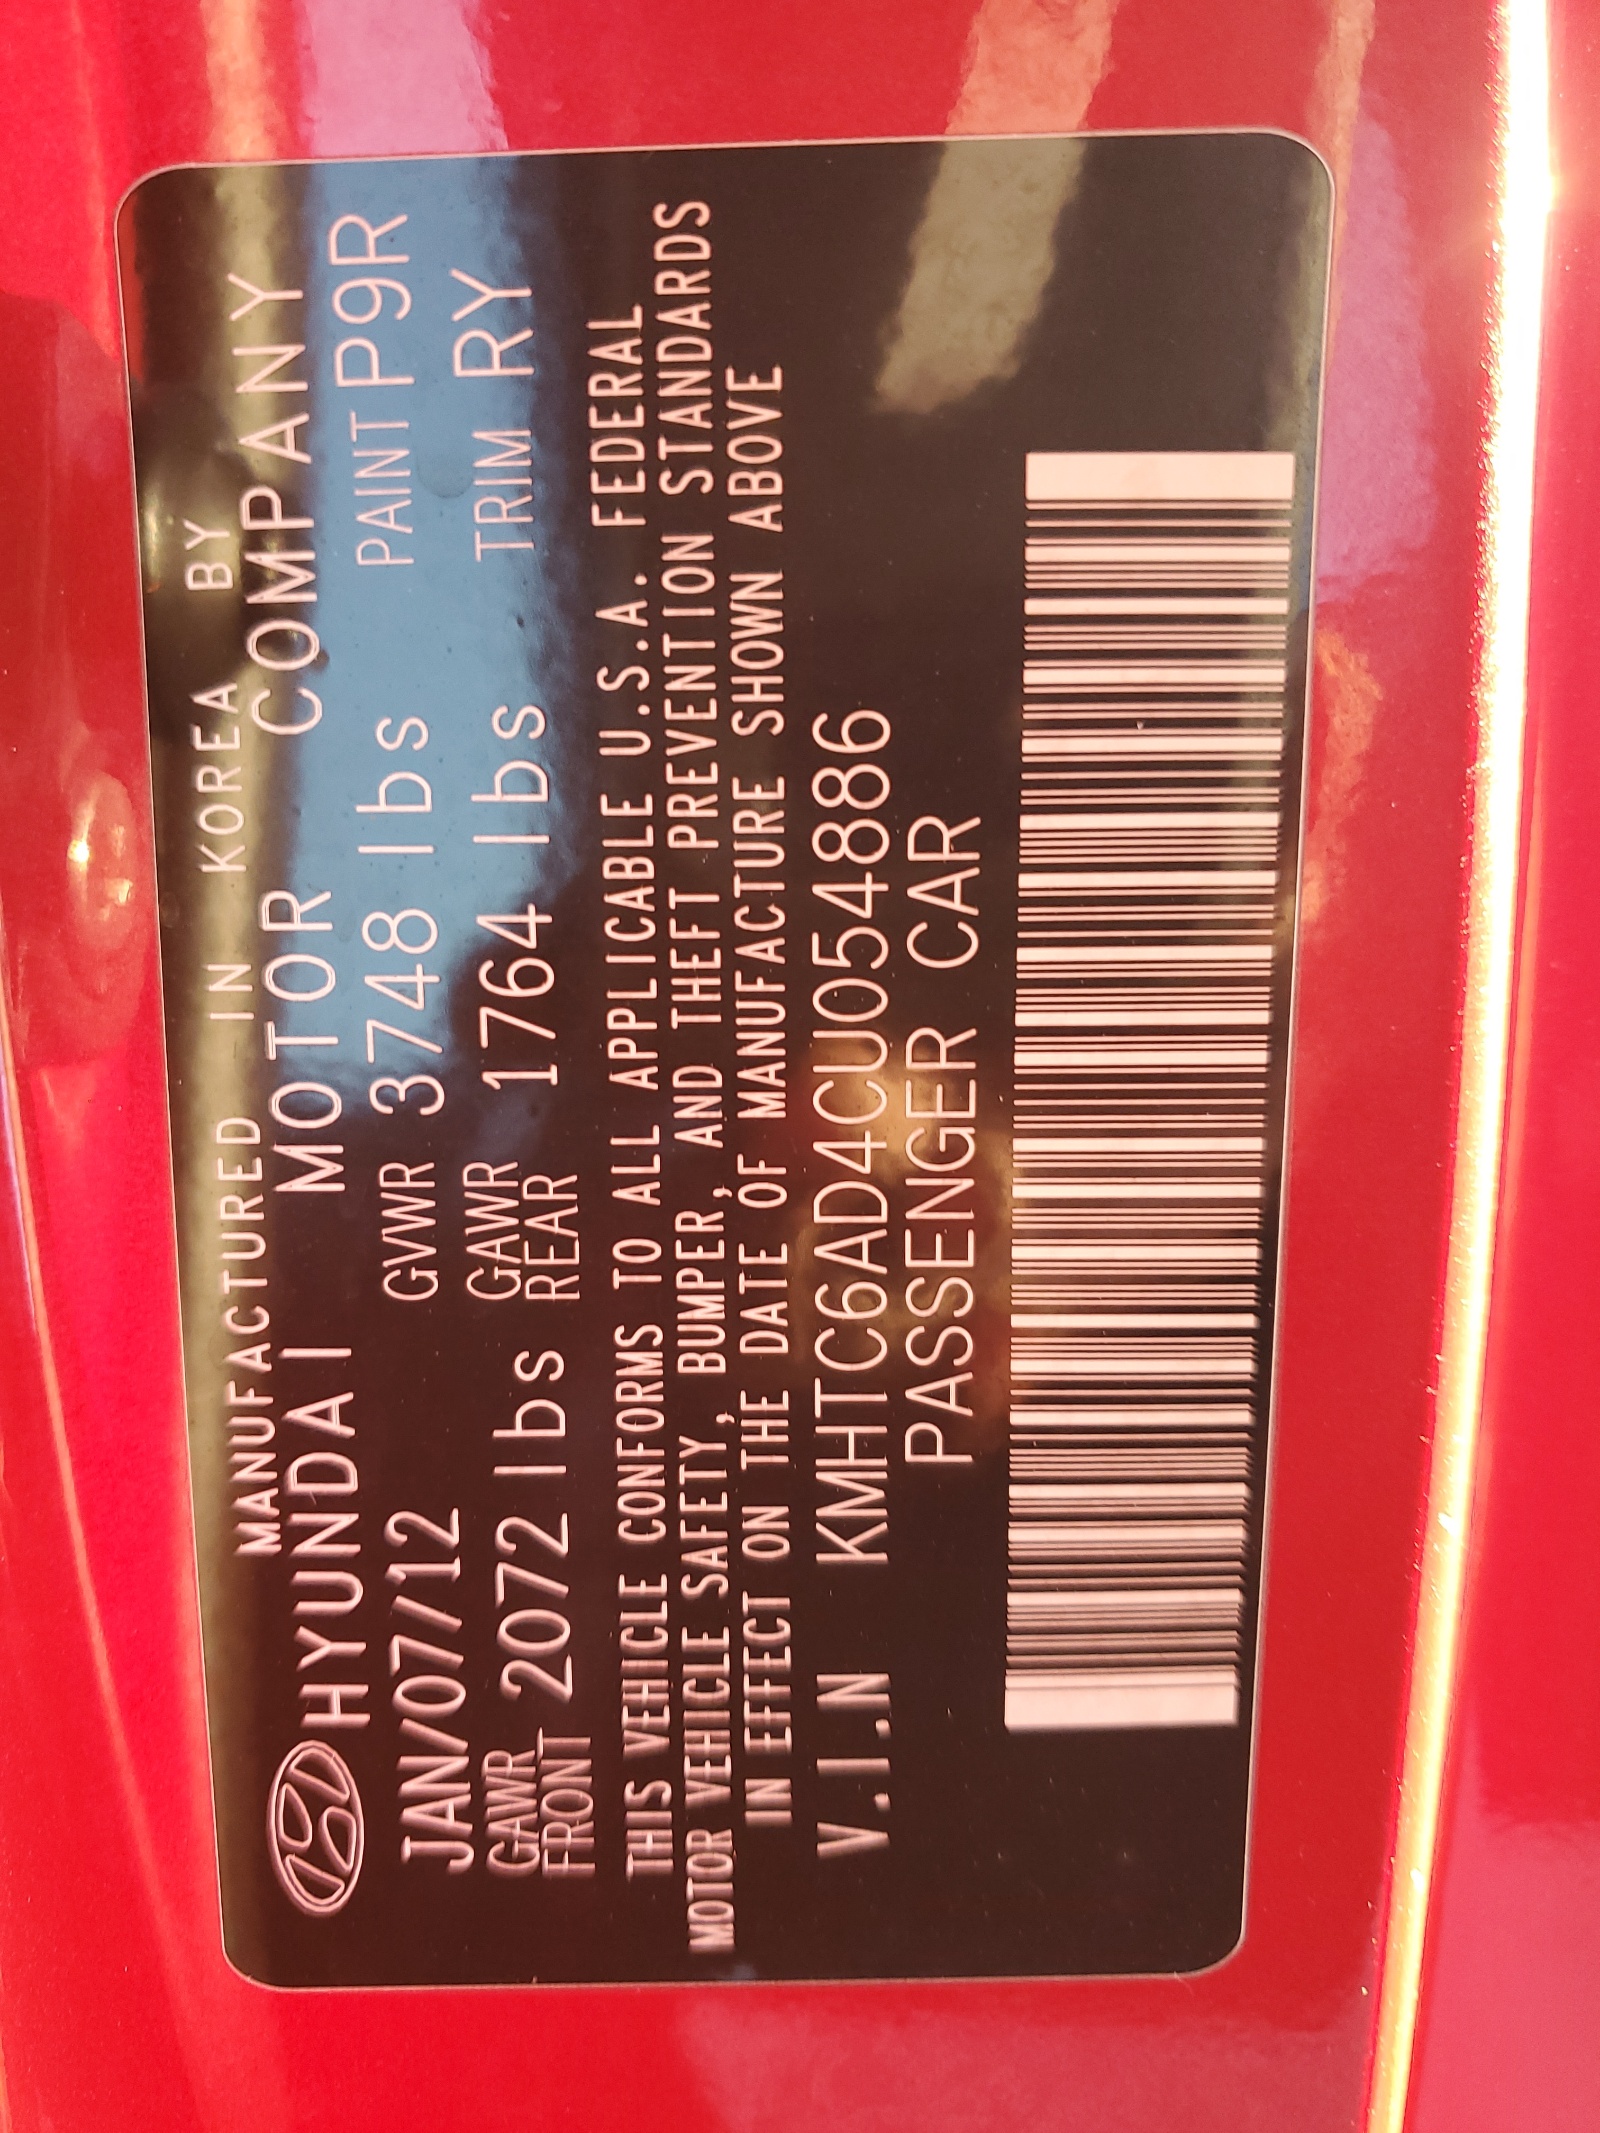 MANUFACTURED IN KOREA BY
HYUNDAI MOTOR COMPANY
JAN/07/12 GVWR 3748 lbs PAINT P9R
GAWR FRONT 2072 lbs GAWR REAR 1764 lbs TRIM RY
THIS VEHICLE CONFORMS TO ALL APPLICABLE U.S.A. FEDERAL
MOTOR VEHICLE SAFETY, BUMPER, AND THEFT PREVENTION STANDARDS
IN EFFECT ON THE DATE OF MANUFACTURE SHOWN ABOVE
V.I.N KMHTC6AD4CU054886
PASSENGER CAR